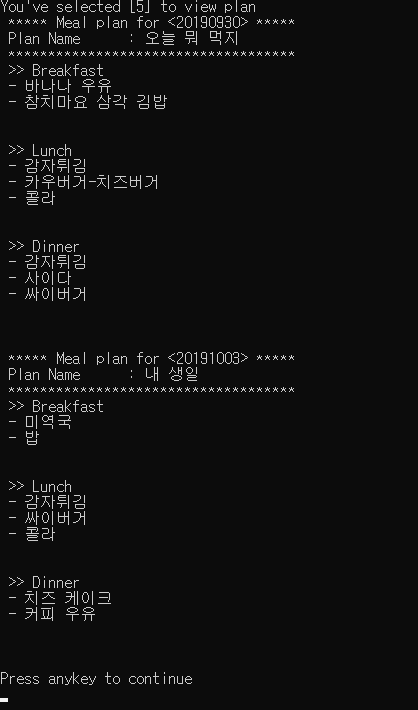 You've selected [5] to view plan
***** Meal plan for <20190930> *****
Plan Name : 오늘 뭐 먹지
************************************
>> Breakfast
- 바나나 우유
- 참치마요 삼각 김밥
>> Lunch
- 감자튀김
- 카우버거-치즈버거
- 콜라
>> Dinner
- 감자튀김
- 사이다
- 싸이버거
***** Meal plan for <20191003> *****
Plan Name : 내 생일
************************************
>> Breakfast
- 미역국
- 밥
>> Lunch
- 감자튀김
- 싸이버거
- 콜라
>> Dinner
- 치즈 케이크
- 커피 우유
Press anykey to continue